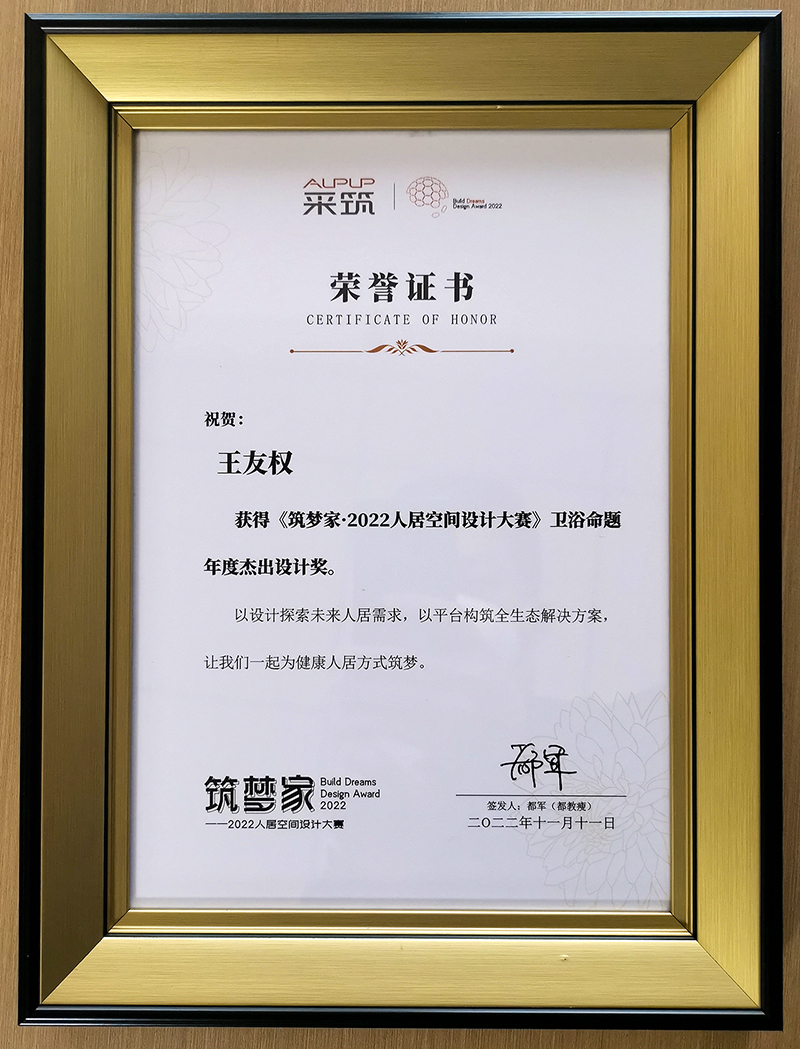 AUPUP
采筑
Build Dreams
Design Award 2022
荣誉证书
CERTIFICATE OF HONOR
祝贺：
王友权
获得《筑梦家·2022人居空间设计大赛》卫浴命题
年度杰出设计奖。
以设计探索未来人居需求，以平台构筑全生态解决方案，
让我们一起为健康人居方式筑梦。
都军
筑梦家
Build Dreams
Design Award
2022
——2022人居空间设计大赛
签发人：都军（都教瘦）
二〇二二年十一月十一日